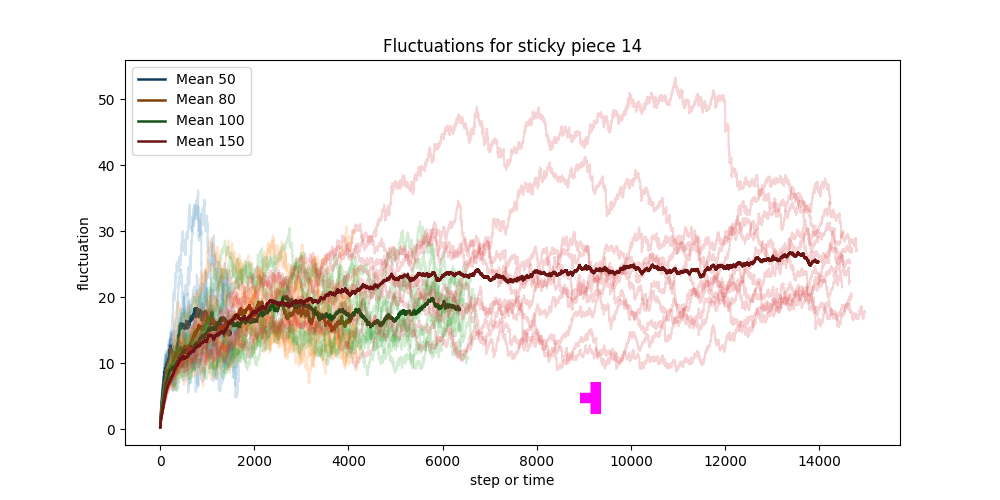 Fluctuations for sticky piece 14
Mean 50
Mean 80
Mean 100
Mean 150
fluctuation
50
40
30
20
10
0
0 2000 4000 6000 8000 10000 12000 14000
step or time